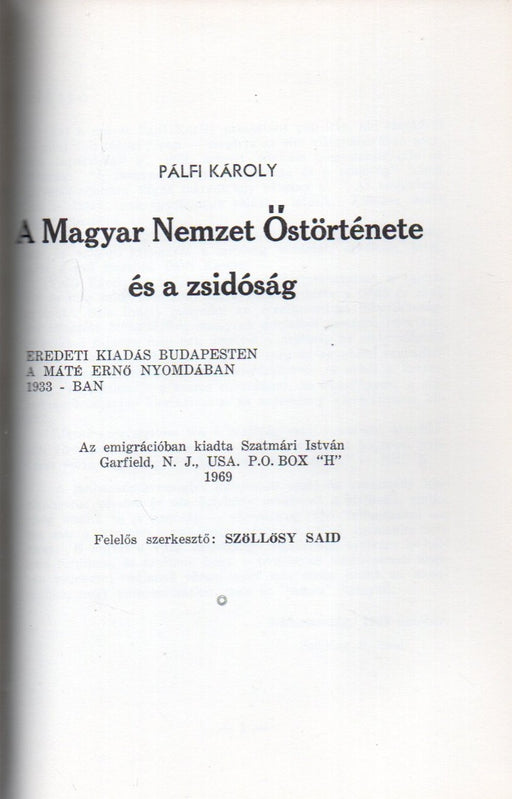 PÁLFI KÁROLY
A Magyar Nemzet Őstörténete
és a zsidóság
EREDETI KIADÁS BUDAPESTEN
A MÁTÉ ERNŐ NYOMDÁBAN
1933 - BAN
Az emigrációban kiadta Szatmári István
Garfield, N. J., USA. P.O. BOX “H”
1969
Felelős szerkesztő: SZÖLLŐSY SAID